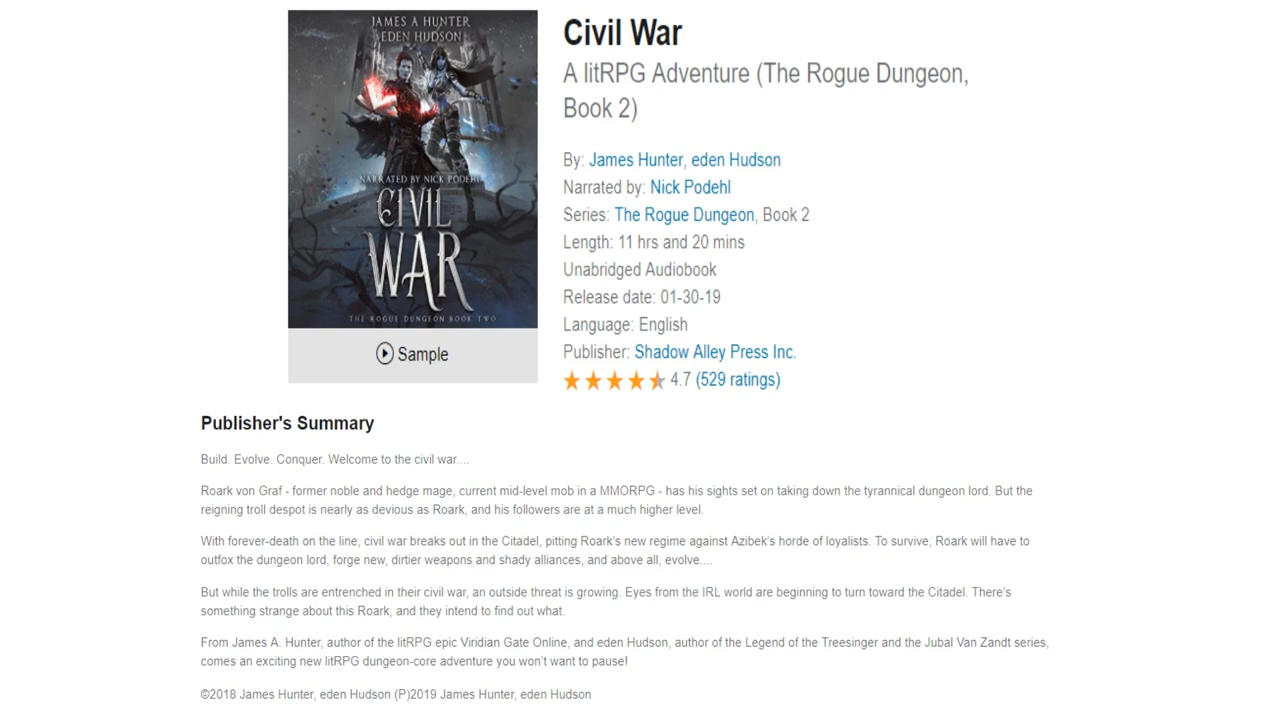 JAMES A HUNTER
EDEN HUDSON
NARRATED BY NICK PODEHL
CIVIL
WAR
THE ROGUE DUNGEON BOOK TWO
Sample
Civil War
A litRPG Adventure (The Rogue Dungeon,
Book 2)
By: James Hunter, eden Hudson
Narrated by: Nick Podehl
Series: The Rogue Dungeon, Book 2
Length: 11 hrs and 20 mins
Unabridged Audiobook
Release date: 01-30-19
Language: English
Publisher: Shadow Alley Press Inc.
4.7 (529 ratings)
Publisher's Summary
Build. Evolve. Conquer. Welcome to the civil war....
Roark von Graf - former noble and hedge mage, current mid-level mob in a MMORPG - has his sights set on taking down the tyrannical dungeon lord. But the
reigning troll despot is nearly as devious as Roark, and his followers are at a much higher level.
With forever-death on the line, civil war breaks out in the Citadel, pitting Roark’s new regime against Azibek’s horde of loyalists. To survive, Roark will have to
outfox the dungeon lord, forge new, dirtier weapons and shady alliances, and above all, evolve....
But while the trolls are entrenched in their civil war, an outside threat is growing. Eyes from the IRL world are beginning to turn toward the Citadel. There’s
something strange about this Roark, and they intend to find out what.
From James A. Hunter, author of the litRPG epic Viridian Gate Online, and eden Hudson, author of the Legend of the Treesinger and the Jubal Van Zandt series,
comes an exciting new litRPG dungeon-core adventure you won’t want to pause!
©2018 James Hunter, eden Hudson (P)2019 James Hunter, eden Hudson